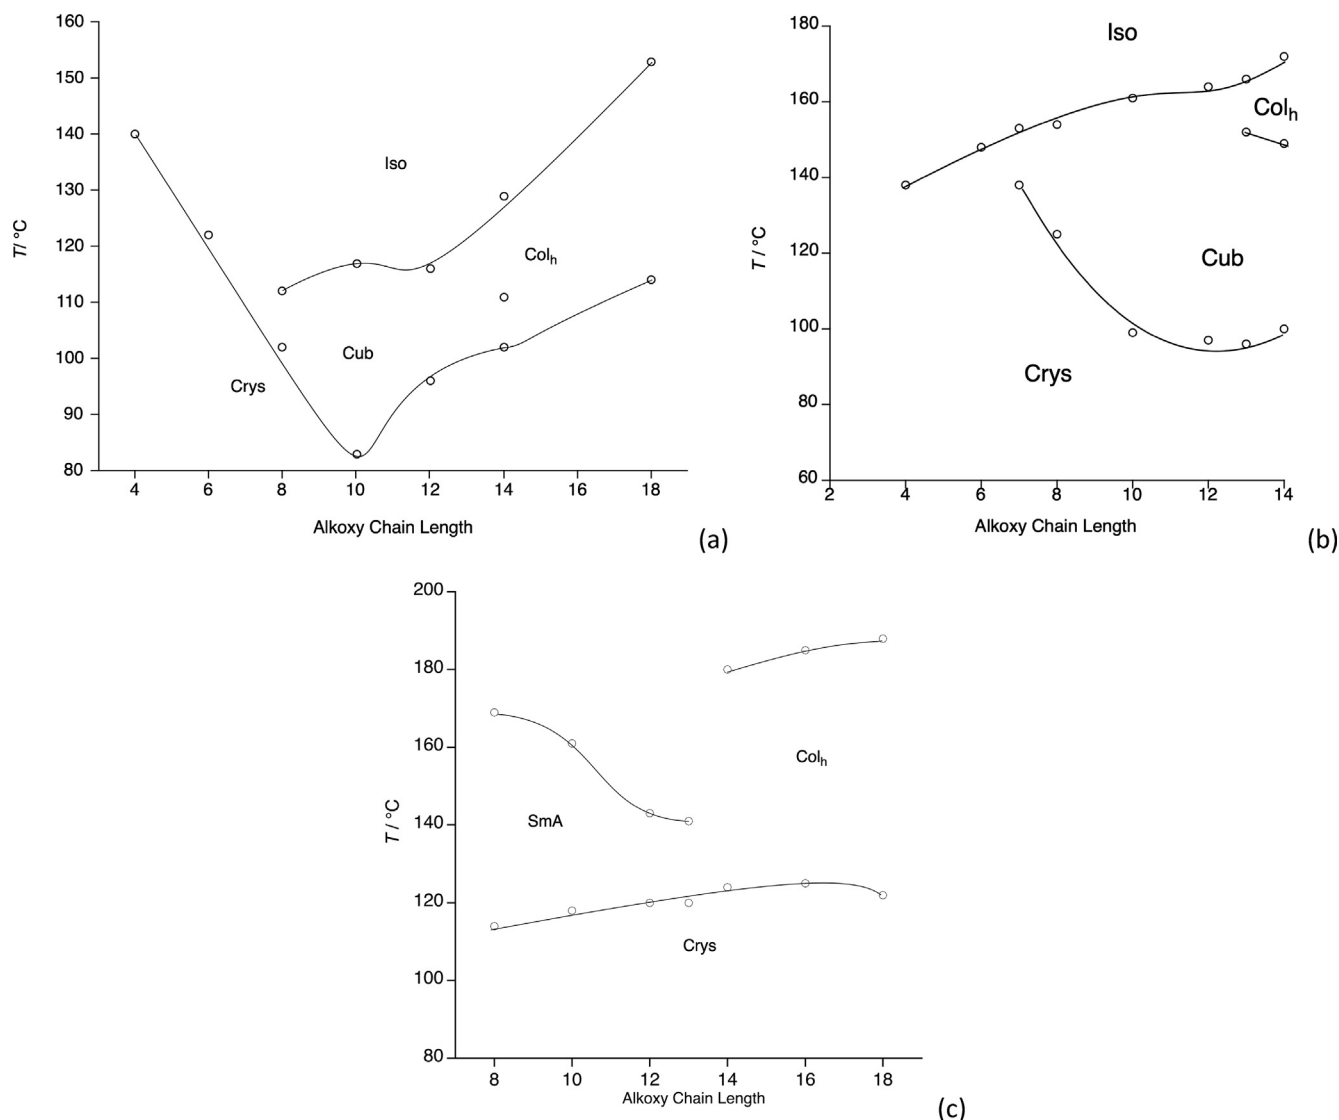 160
150
140
130
120
110
100
90
80
T/ °C
Iso
Colh
Cub
Crys
4 6 8 10 12 14 16 18
Alkoxy Chain Length
(a)
180
160
140
120
100
80
60
T / °C
Iso
Colh
Cub
Crys
2 4 6 8 10 12 14
Alkoxy Chain Length
(b)
200
180
160
140
120
100
80
T / °C
Colh
SmA
Crys
8 10 12 14 16 18
Alkoxy Chain Length
(c)